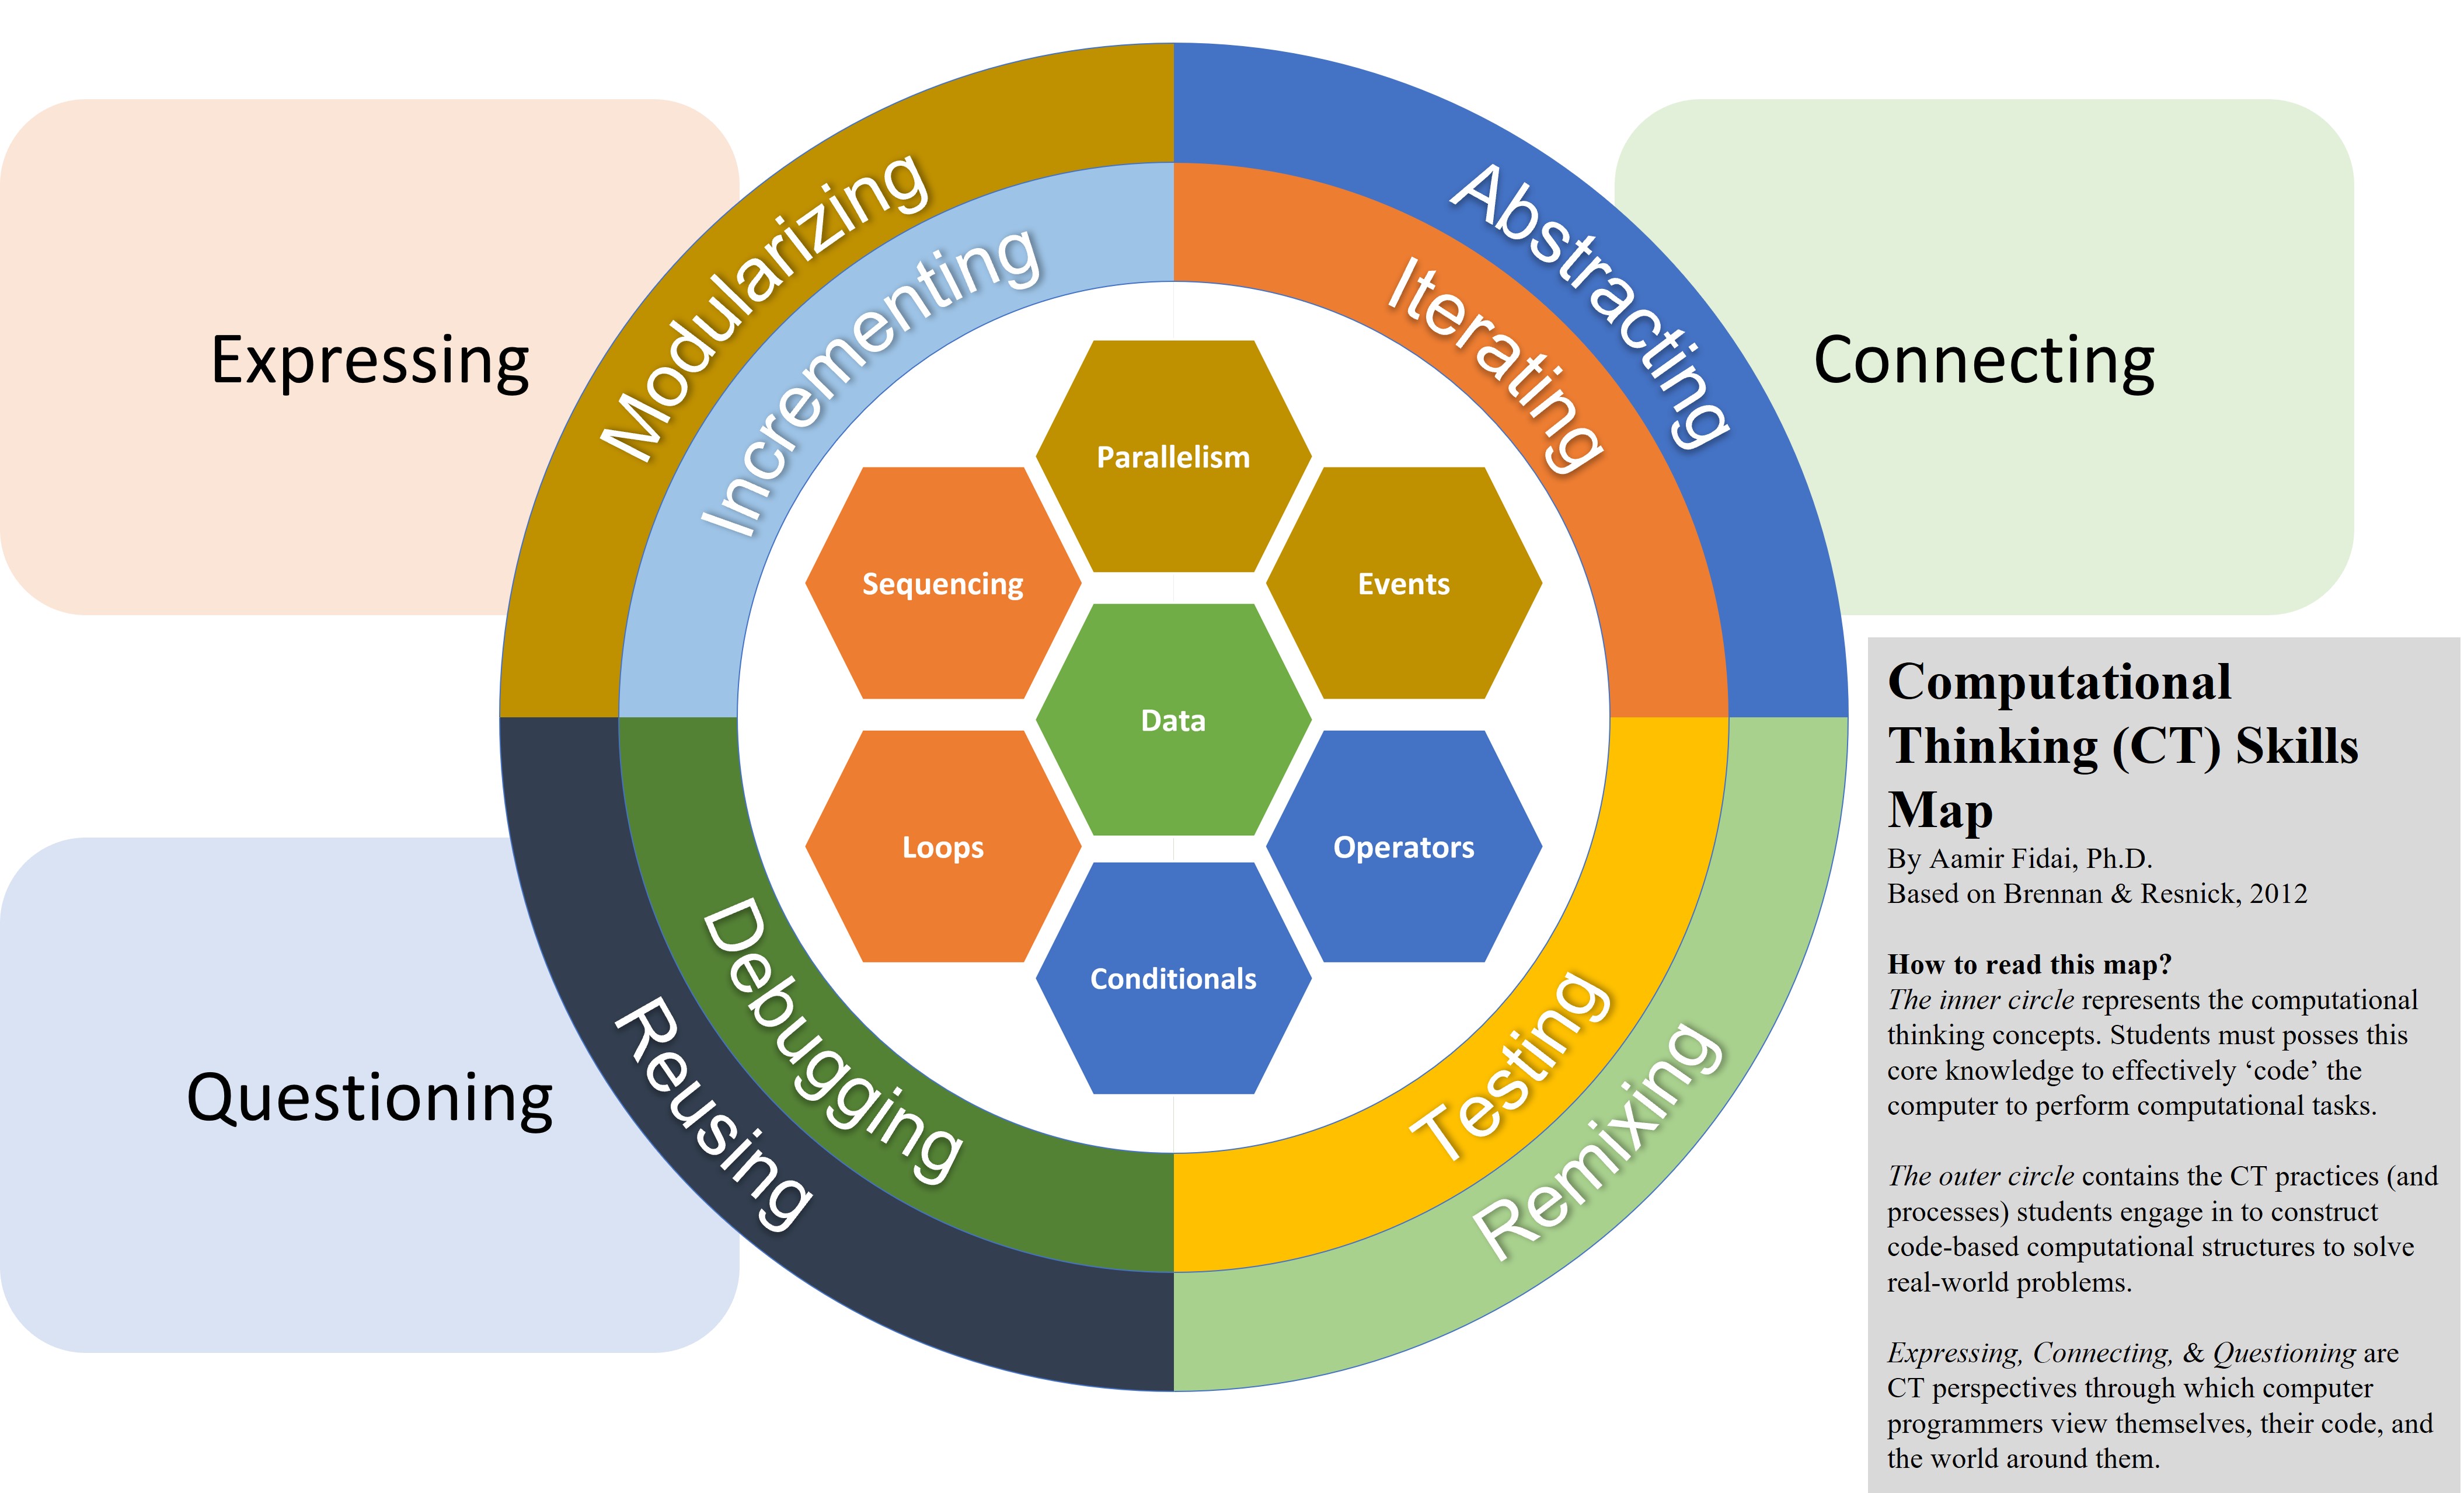 Expressing
Connecting
Questioning
Modularizing
Abstracting
Incrementing
Iterating
Parallelism
Sequencing
Events
Data
Loops
Operators
Conditionals
Debugging
Testing
Reusing
Remixing
Computational
Thinking (CT) Skills
Map
By Aamir Fidai, Ph.D.
Based on Brennan & Resnick, 2012
How to read this map?
The inner circle represents the computational
thinking concepts. Students must posses this
core knowledge to effectively ‘code’ the
computer to perform computational tasks.
The outer circle contains the CT practices (and
processes) students engage in to construct
code-based computational structures to solve
real-world problems.
Expressing, Connecting, & Questioning are
CT perspectives through which computer
programmers view themselves, their code, and
the world around them.